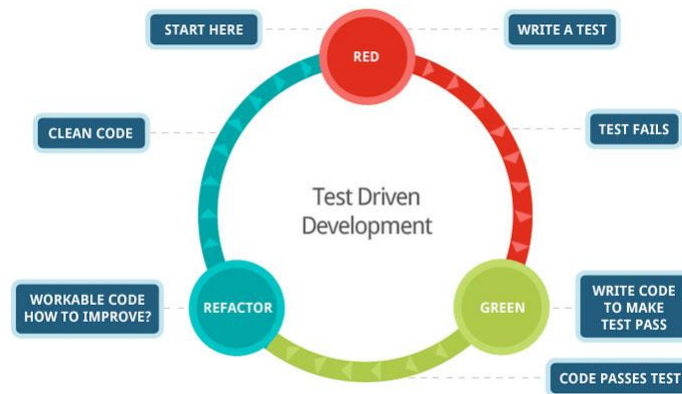 START HERE
RED
WRITE A TEST
CLEAN CODE
TEST FAILS
Test Driven
Development
WORKABLE CODE
HOW TO IMPROVE?
REFACTOR
GREEN
WRITE CODE
TO MAKE
TEST PASS
CODE PASSES TEST